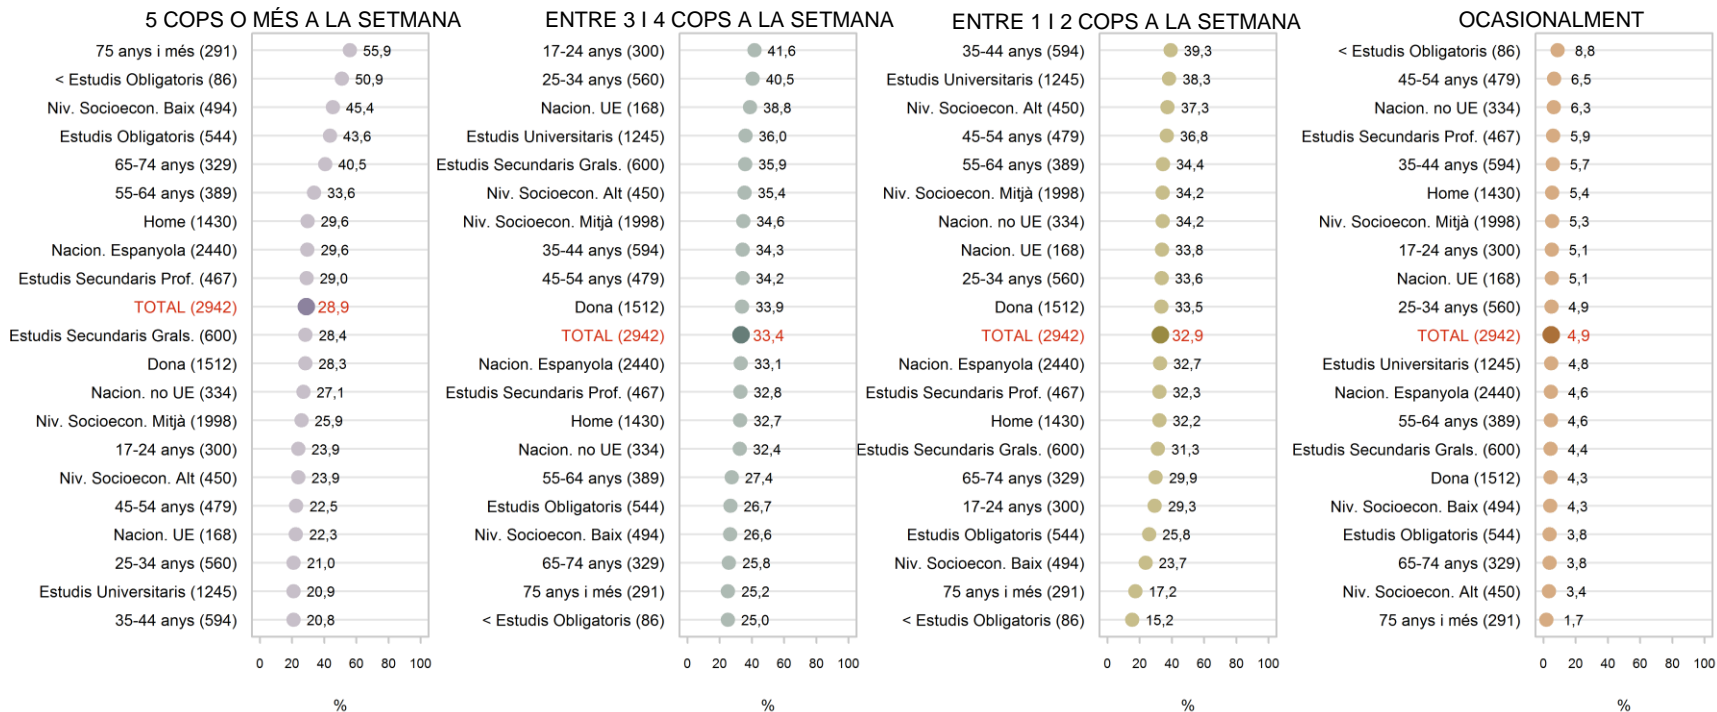 5 COPS O MÉS A LA SETMANA
75 anys i més (291) 55,9
< Estudis Obligatoris (86) 50,9
Niv. Socioecon. Baix (494) 45,4
Estudis Obligatoris (544) 43,6
65-74 anys (329) 40,5
55-64 anys (389) 33,6
Home (1430) 29,6
Nacion. Espanyola (2440) 29,6
Estudis Secundaris Prof. (467) 29,0
TOTAL (2942) 28,9
Estudis Secundaris Grals. (600) 28,4
Dona (1512) 28,3
Nacion. no UE (334) 27,1
Niv. Socioecon. Mitjà (1998) 25,9
17-24 anys (300) 23,9
Niv. Socioecon. Alt (450) 23,9
45-54 anys (479) 22,5
Nacion. UE (168) 22,3
25-34 anys (560) 21,0
Estudis Universitaris (1245) 20,9
35-44 anys (594) 20,8
0 20 40 60 80 100
%
ENTRE 3 I 4 COPS A LA SETMANA
17-24 anys (300) 41,6
25-34 anys (560) 40,5
Nacion. UE (168) 38,8
Estudis Universitaris (1245) 36,0
Estudis Secundaris Grals. (600) 35,9
Niv. Socioecon. Alt (450) 35,4
Niv. Socioecon. Mitjà (1998) 34,6
35-44 anys (594) 34,3
45-54 anys (479) 34,2
Dona (1512) 33,9
TOTAL (2942) 33,4
Nacion. Espanyola (2440) 33,1
Estudis Secundaris Prof. (467) 32,8
Home (1430) 32,7
Nacion. no UE (334) 32,4
55-64 anys (389) 27,4
Estudis Obligatoris (544) 26,7
Niv. Socioecon. Baix (494) 26,6
65-74 anys (329) 25,8
75 anys i més (291) 25,2
< Estudis Obligatoris (86) 25,0
0 20 40 60 80 100
%
ENTRE 1 I 2 COPS A LA SETMANA
35-44 anys (594) 39,3
Estudis Universitaris (1245) 38,3
Niv. Socioecon. Alt (450) 37,3
45-54 anys (479) 36,8
55-64 anys (389) 34,4
Niv. Socioecon. Mitjà (1998) 34,2
Nacion. no UE (334) 34,2
Nacion. UE (168) 33,8
25-34 anys (560) 33,6
Dona (1512) 33,5
TOTAL (2942) 32,9
Nacion. Espanyola (2440) 32,7
Estudis Secundaris Prof. (467) 32,3
Home (1430) 32,2
Estudis Secundaris Grals. (600) 31,3
65-74 anys (329) 29,9
17-24 anys (300) 29,3
Estudis Obligatoris (544) 25,8
Niv. Socioecon. Baix (494) 23,7
75 anys i més (291) 17,2
< Estudis Obligatoris (86) 15,2
0 20 40 60 80 100
%
OCASIONALMENT
< Estudis Obligatoris (86) 8,8
45-54 anys (479) 6,5
Nacion. no UE (334) 6,3
Estudis Secundaris Prof. (467) 5,9
35-44 anys (594) 5,7
Home (1430) 5,4
Niv. Socioecon. Mitjà (1998) 5,3
17-24 anys (300) 5,1
Nacion. UE (168) 5,1
25-34 anys (560) 4,9
TOTAL (2942) 4,9
Estudis Universitaris (1245) 4,8
Nacion. Espanyola (2440) 4,6
55-64 anys (389) 4,6
Estudis Secundaris Grals. (600) 4,4
Dona (1512) 4,3
Niv. Socioecon. Baix (494) 4,3
Estudis Obligatoris (544) 3,8
65-74 anys (329) 3,8
Niv. Socioecon. Alt (450) 3,4
75 anys i més (291) 1,7
0 20 40 60 80 100
%